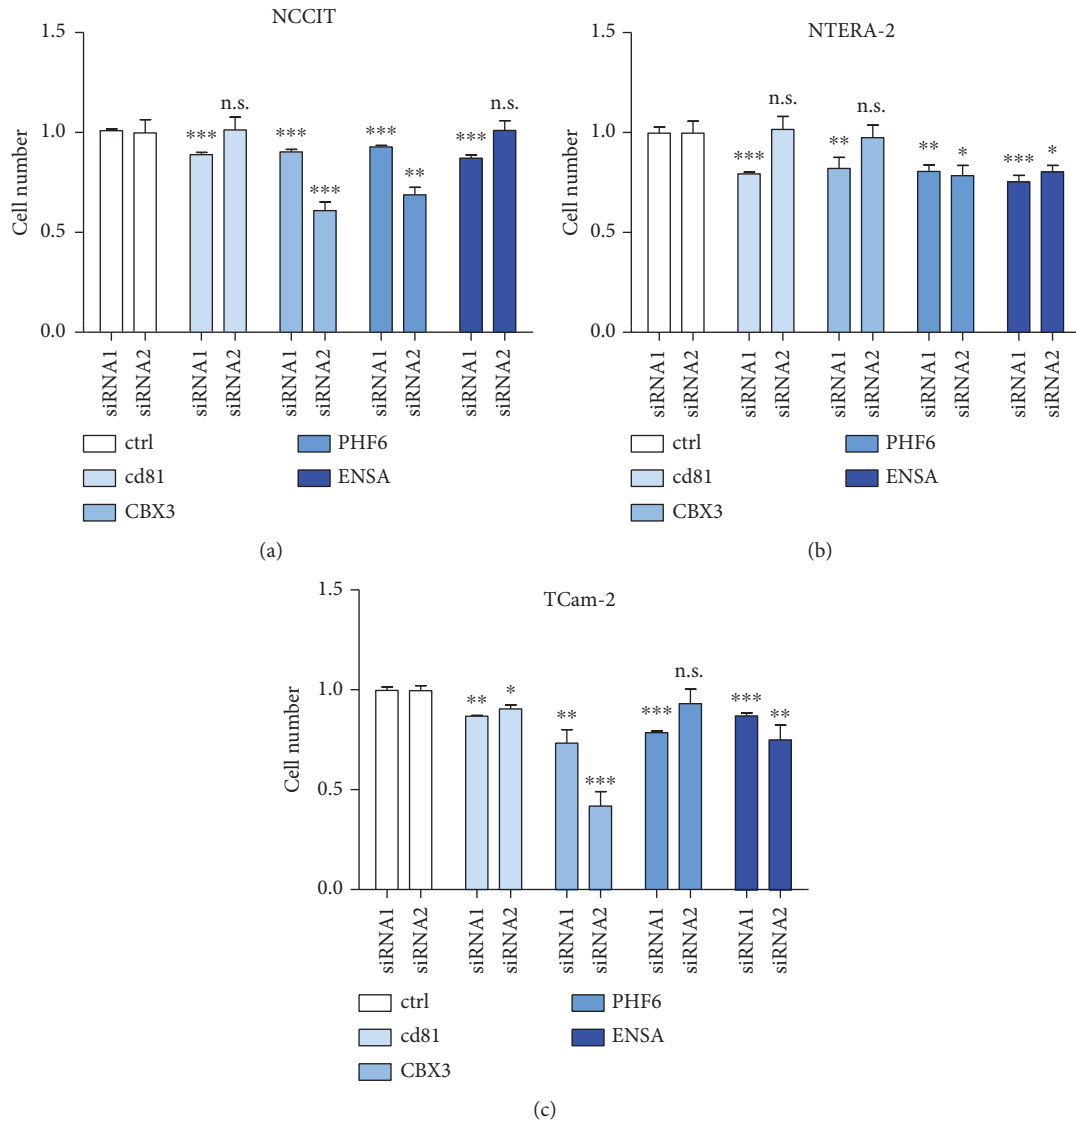 NCCIT
1.5
1.0
0.5
0.0
Cell number
*** n.s. *** *** *** ** *** n.s.
siRNA1 siRNA2 siRNA1 siRNA2 siRNA1 siRNA2 siRNA1 siRNA2 siRNA1 siRNA2
ctrl
cd81
CBX3
PHF6
ENSA
(a)
NTERA-2
1.5
1.0
0.5
0.0
Cell number
*** n.s. ** n.s. ** * *** *
siRNA1 siRNA2 siRNA1 siRNA2 siRNA1 siRNA2 siRNA1 siRNA2 siRNA1 siRNA2
ctrl
cd81
CBX3
PHF6
ENSA
(b)
TCam-2
1.5
1.0
0.5
0.0
Cell number
** * ** *** *** n.s. *** **
siRNA1 siRNA2 siRNA1 siRNA2 siRNA1 siRNA2 siRNA1 siRNA2 siRNA1 siRNA2
ctrl
cd81
CBX3
PHF6
ENSA
(c)